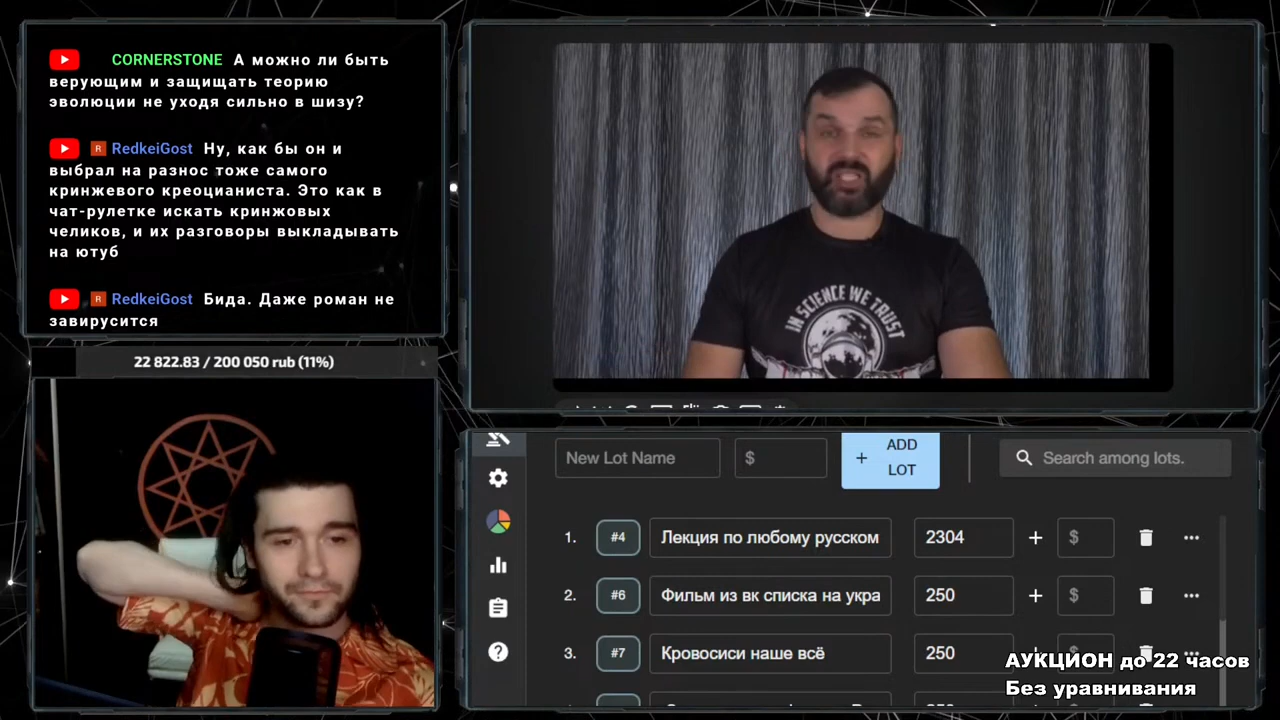 CORNERSTONE А можно ли быть
верующим и защищать теорию
эволюции не уходя сильно в шизу?
R RedkeiGost Ну, как бы он и
выбрал на разнос тоже самого
кринжевого креоцианиста. Это как в
чат-рулетке искать кринжовых
челиков, и их разговоры выкладывать
на ютуб
R RedkeiGost Бида. Даже роман не
завирусится
22 822.83 / 200 050 rub (11%)
IN SCIENCE WE TRUST
New Lot Name
$
+ ADD
LOT
Search among lots.
1. #4 Лекция по любому русском 2304 + $
2. #6 Фильм из вк списка на укра 250 + $
3. #7 Кровосиси наше всё 250
АУКЦИОН до 22 часов
Без уравнивания